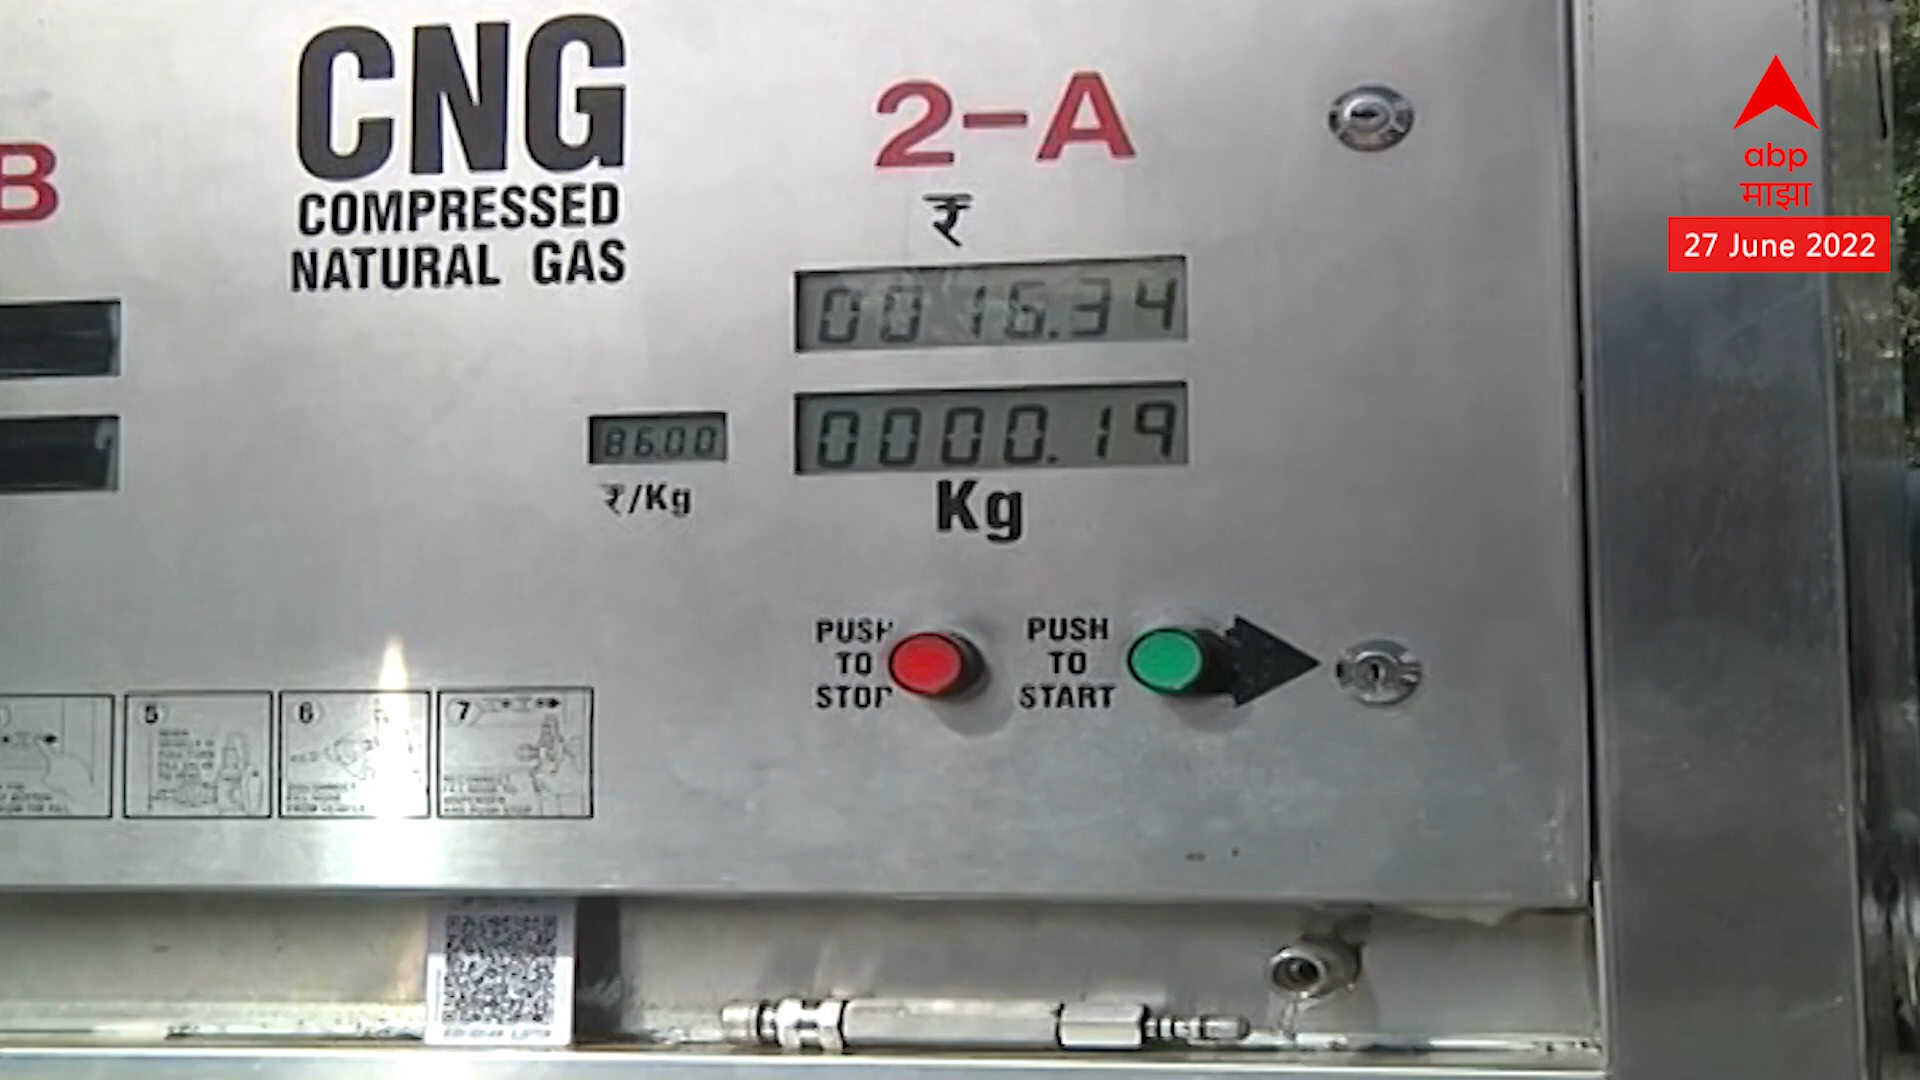 CNG
COMPRESSED
NATURAL GAS
B
2-A
₹
0016.34
86.00
0000.19
₹/Kg
Kg
PUSH
TO
STOP
PUSH
TO
START
5
6
7
abp
माझा
27 June 2022